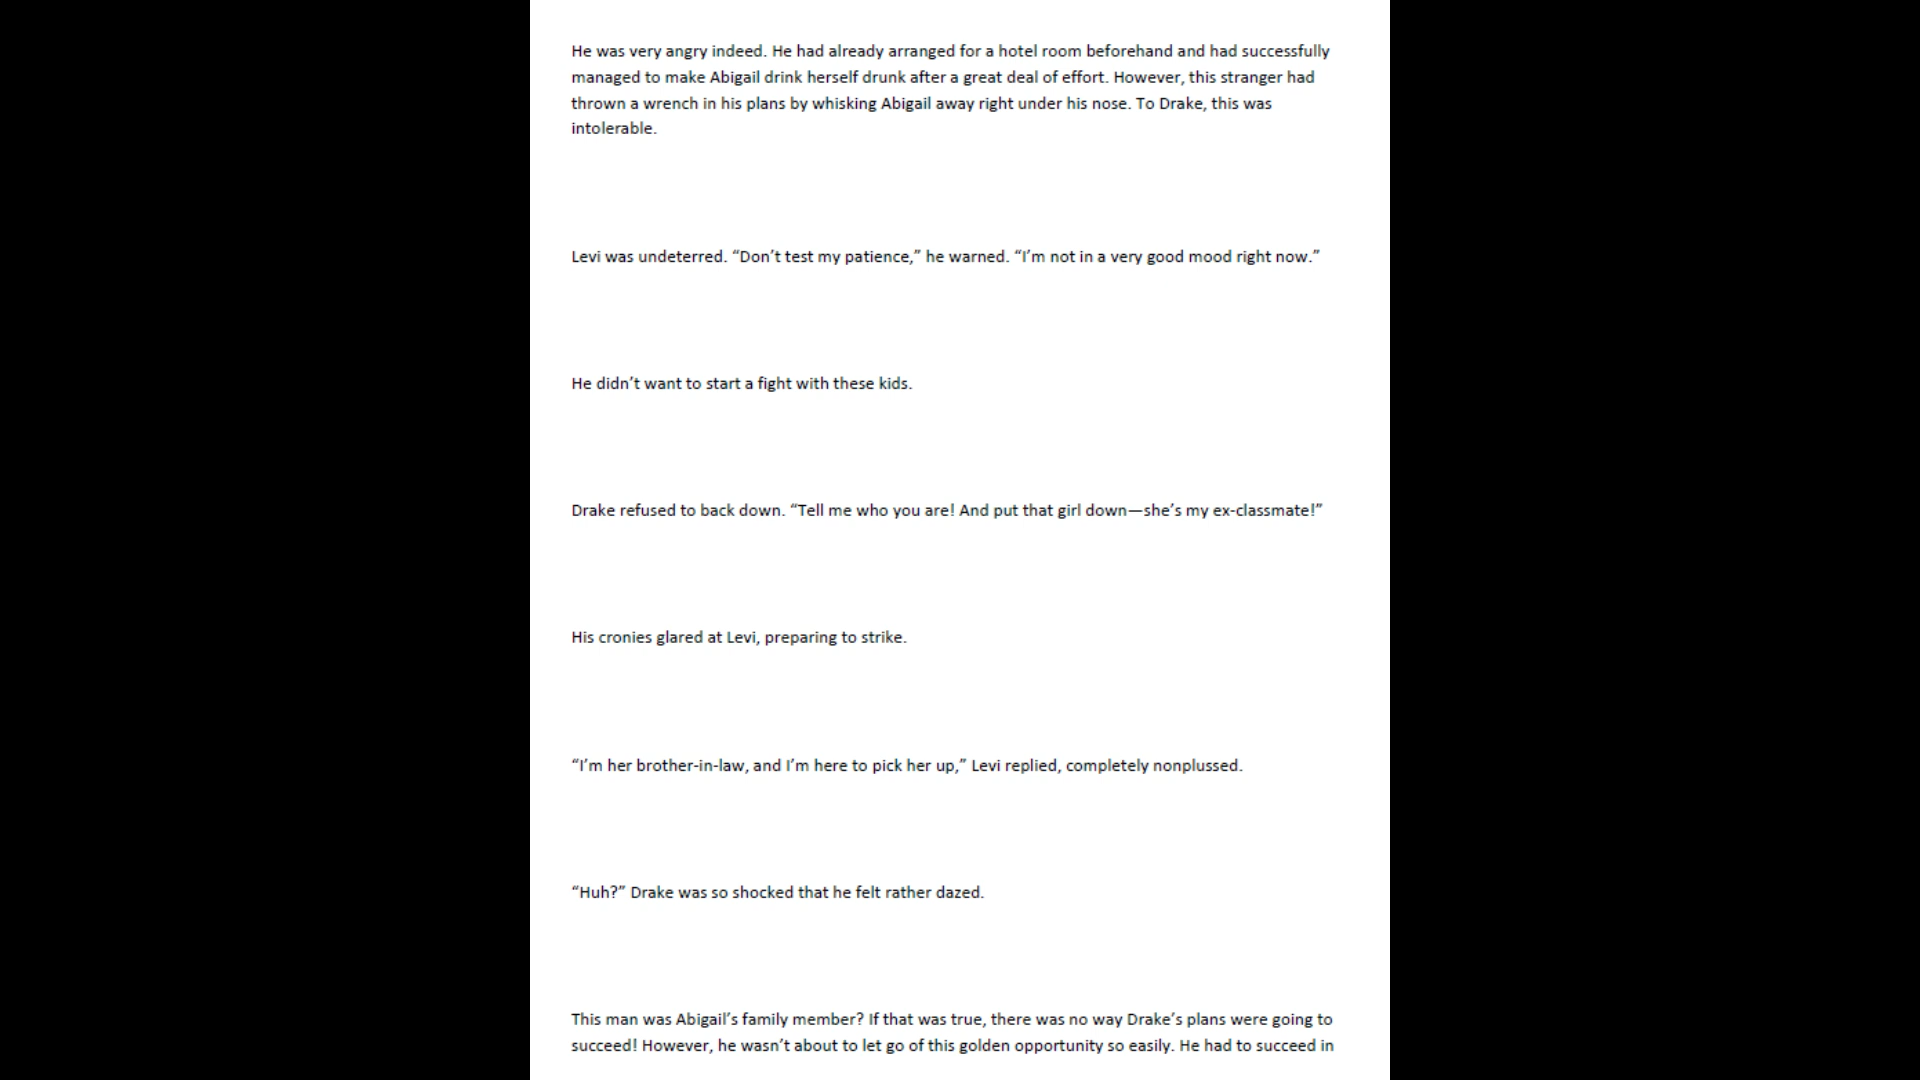 He was very angry indeed. He had already arranged for a hotel room beforehand and had successfully
managed to make Abigail drink herself drunk after a great deal of effort. However, this stranger had
thrown a wrench in his plans by whisking Abigail away right under his nose. To Drake, this was
intolerable.
Levi was undeterred. “Don’t test my patience,” he warned. “I’m not in a very good mood right now.”
He didn’t want to start a fight with these kids.
Drake refused to back down. “Tell me who you are! And put that girl down—she’s my ex-classmate!”
His cronies glared at Levi, preparing to strike.
“I’m her brother-in-law, and I’m here to pick her up,” Levi replied, completely nonplussed.
“Huh?” Drake was so shocked that he felt rather dazed.
This man was Abigail’s family member? If that was true, there was no way Drake’s plans were going to
succeed! However, he wasn’t about to let go of this golden opportunity so easily. He had to succeed in